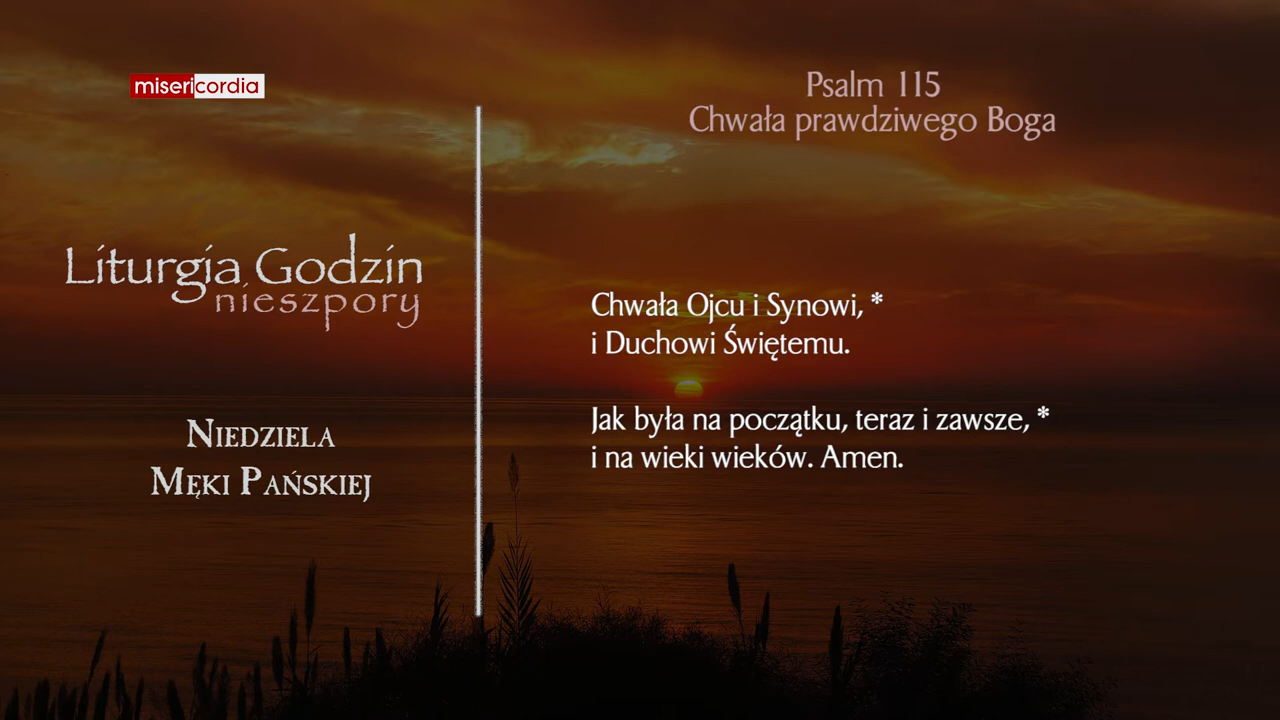 misericordia
Liturgia Godzin
nieszpory
Niedziela
Męki Pańskiej
Psalm 115
Chwała prawdziwego Boga
Chwała Ojcu i Synowi, *
i Duchowi Świętemu.
Jak była na początku, teraz i zawsze, *
i na wieki wieków. Amen.